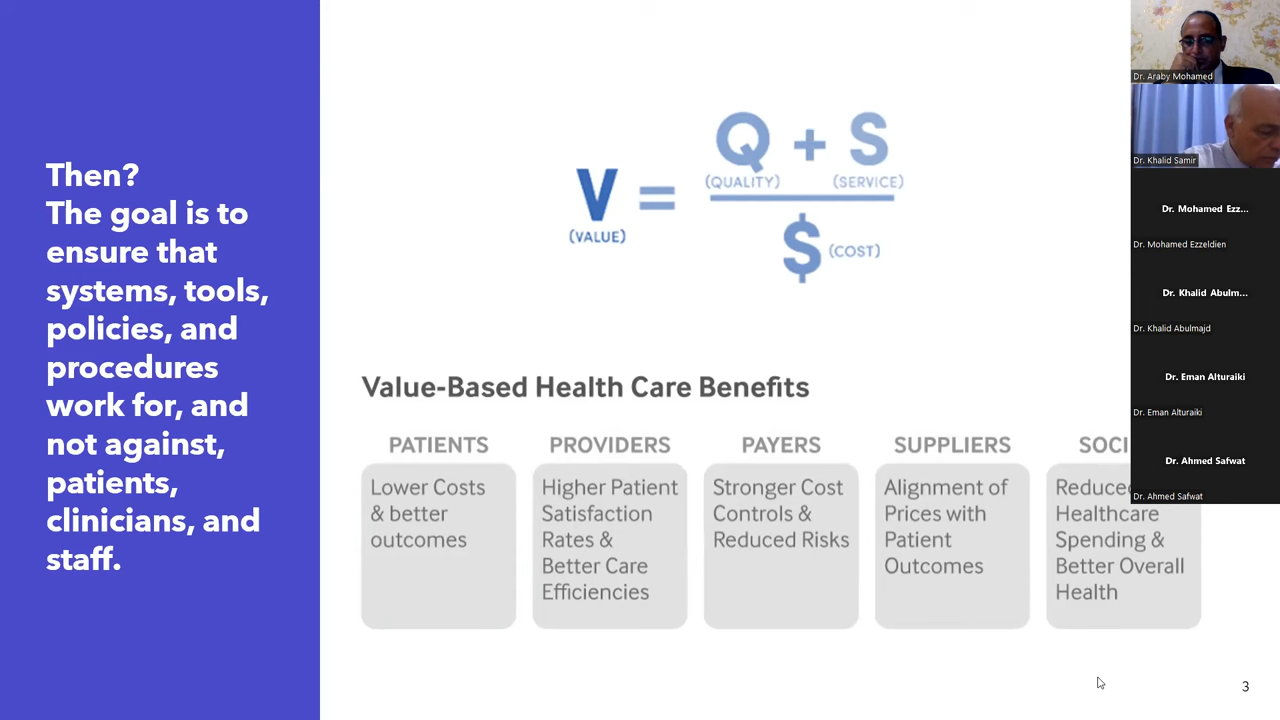 Then?
The goal is to
ensure that
systems, tools,
policies, and
procedures
work for, and
not against,
patients,
clinicians, and
staff.
V = Q + S
(VALUE)
(QUALITY) (SERVICE)
$ (COST)
Value-Based Health Care Benefits
PATIENTS
Lower Costs
& better
outcomes
PROVIDERS
Higher Patient
Satisfaction
Rates &
Better Care
Efficiencies
PAYERS
Stronger Cost
Controls &
Reduced Risks
SUPPLIERS
Alignment of
Prices with
Patient
Outcomes
SOCI
Reduce
Healthcare
Spending &
Better Overall
Health
3
Dr. Araby Mohamed
Dr. Khalid Samir
Dr. Mohamed Ezz...
Dr. Mohamed Ezzeldien
Dr. Khalid Abulm...
Dr. Khalid Abulmajd
Dr. Eman Alturaiki
Dr. Eman Alturaiki
Dr. Ahmed Safwat
Dr. Ahmed Safwat